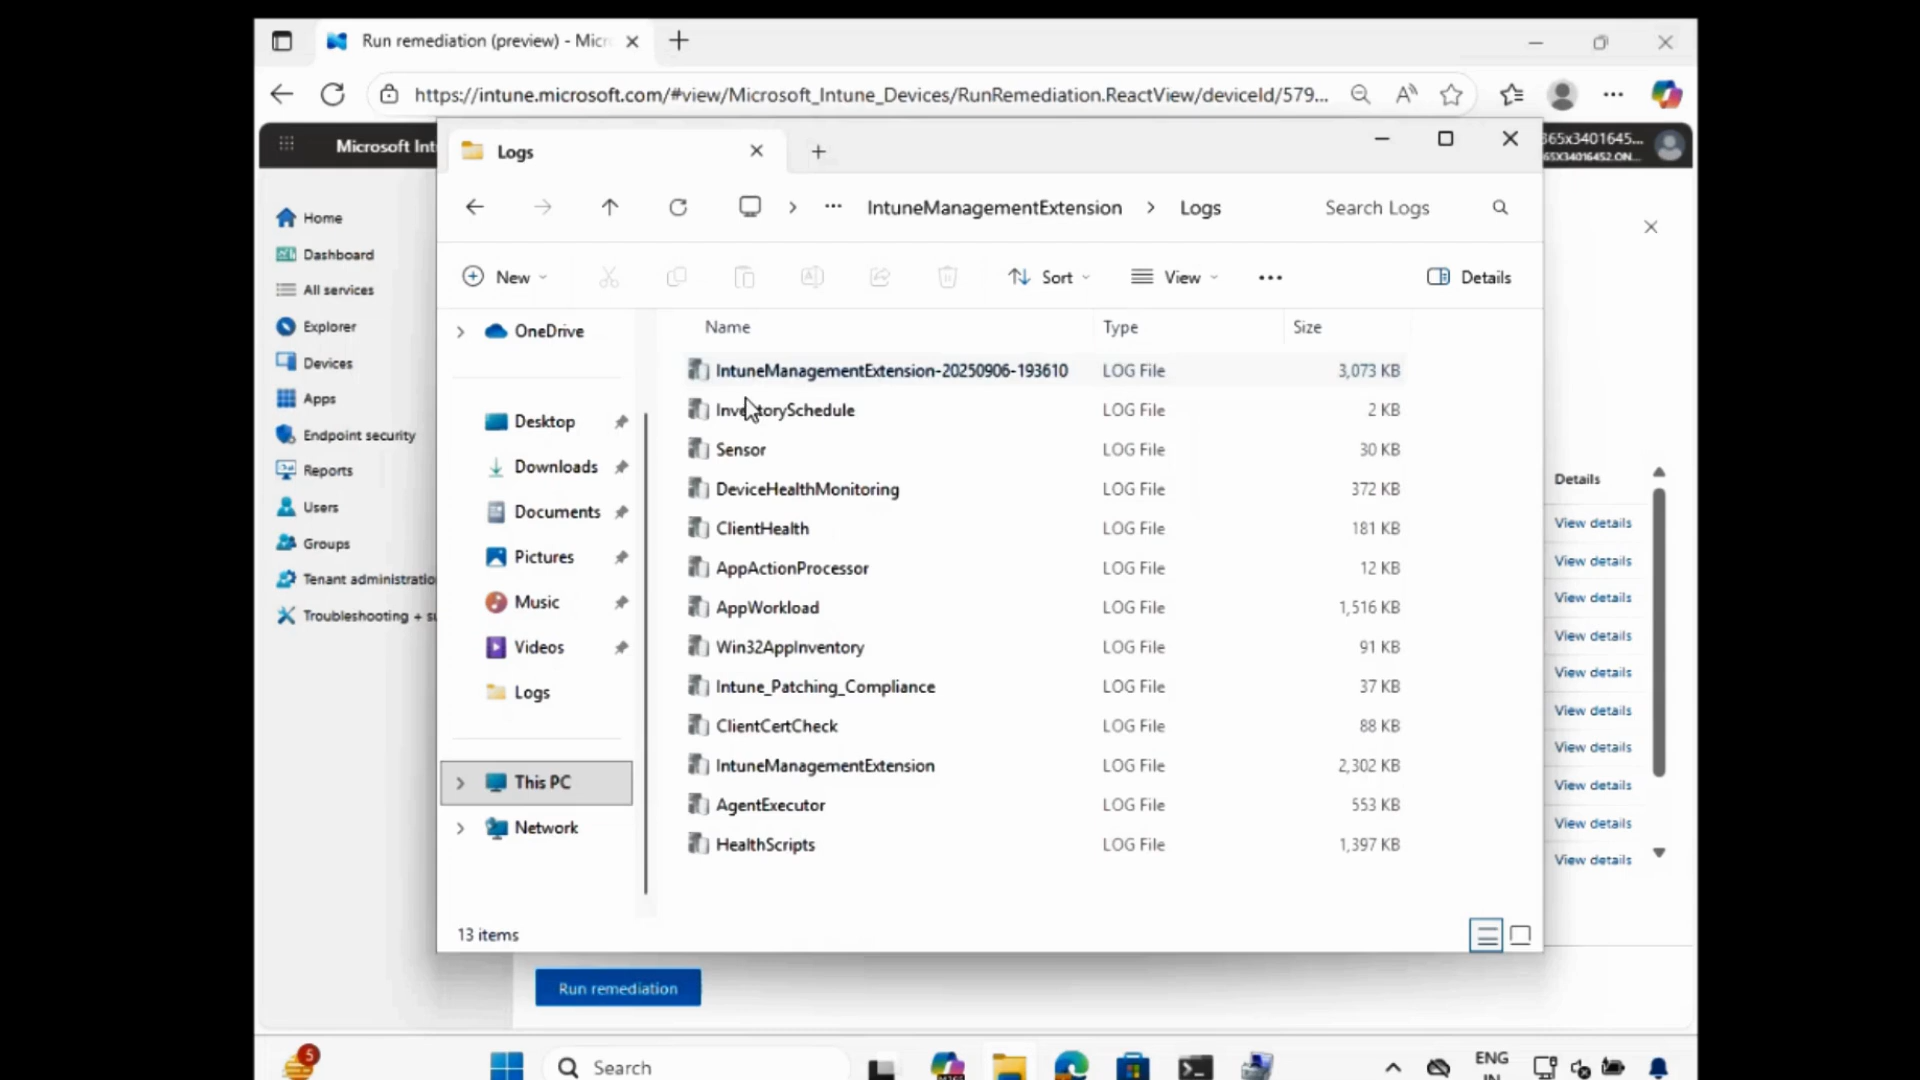 Run remediation (preview) - Micr
https://intune.microsoft.com/#view/Microsoft_Intune_Devices/RunRemediation.ReactView/deviceId/579...
Microsoft Int
365x3401645...
65X34016452.ON...
Home
Dashboard
All services
Explorer
Devices
Apps
Endpoint security
Reports
Users
Groups
Tenant administratio
Troubleshooting + su
Logs
IntuneManagementExtension > Logs
Search Logs
New
Sort
View
Details
OneDrive
Desktop
Downloads
Documents
Pictures
Music
Videos
Logs
This PC
Network
Name Type Size
IntuneManagementExtension-20250906-193610 LOG File 3,073 KB
InventorySchedule LOG File 2 KB
Sensor LOG File 30 KB
DeviceHealthMonitoring LOG File 372 KB
ClientHealth LOG File 181 KB
AppActionProcessor LOG File 12 KB
AppWorkload LOG File 1,516 KB
Win32AppInventory LOG File 91 KB
Intune_Patching_Compliance LOG File 37 KB
ClientCertCheck LOG File 88 KB
IntuneManagementExtension LOG File 2,302 KB
AgentExecutor LOG File 553 KB
HealthScripts LOG File 1,397 KB
13 items
Details
View details
View details
View details
View details
View details
View details
View details
View details
View details
View details
Run remediation
5
Search
ENG
IN